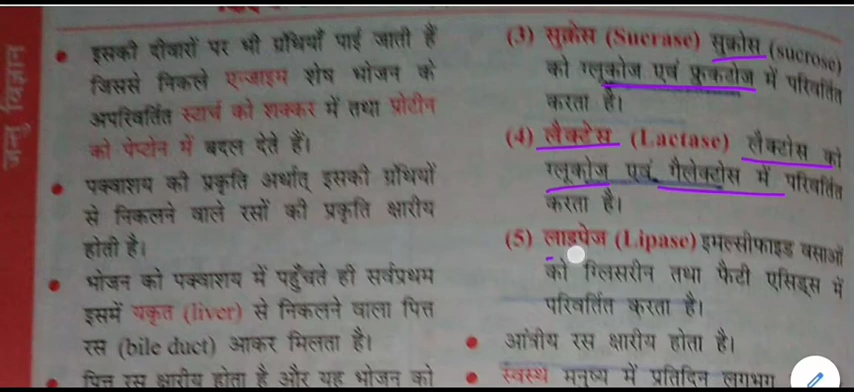 जन्तु विज्ञान
इसकी दीवारों पर भी ग्रंथियाँ पाई जाती हैं
जिससे निकले एन्जाइम शेष भोजन को
अपरिवर्तित स्टार्च को शक्कर में तथा प्रोटीन
को पेप्टोन में बदल देते हैं।
पक्वाशय की प्रकृति अर्थात् इसकी ग्रंथियों
से निकलने वाले रसों की प्रकृति क्षारीय
होती है।
भोजन को पक्वाशय में पहुँचते ही सर्वप्रथम
इसमें यकृत (liver) से निकलने वाला पित्त
रस (bile duct) आकर मिलता है।
पित्त रस क्षारीय होता है और यह भोजन को
(3) सुक्रेस (Sucrase) सुक्रोस (sucrose)
को ग्लूकोज एवं फ्रुकटोज में परिवर्तित
करता है।
(4) लैक्टेस (Lactase) लैक्टोस को
ग्लूकोज एवं गैलेक्टोस में परिवर्तित
करता है।
(5) लाइपेज (Lipase) इमल्सीफाइड वसाओं
को ग्लिसरीन तथा फैटी एसिड्स में
परिवर्तित करता है।
आंत्रीय रस क्षारीय होता है।
स्वस्थ मनुष्य में प्रतिदिन लगभग